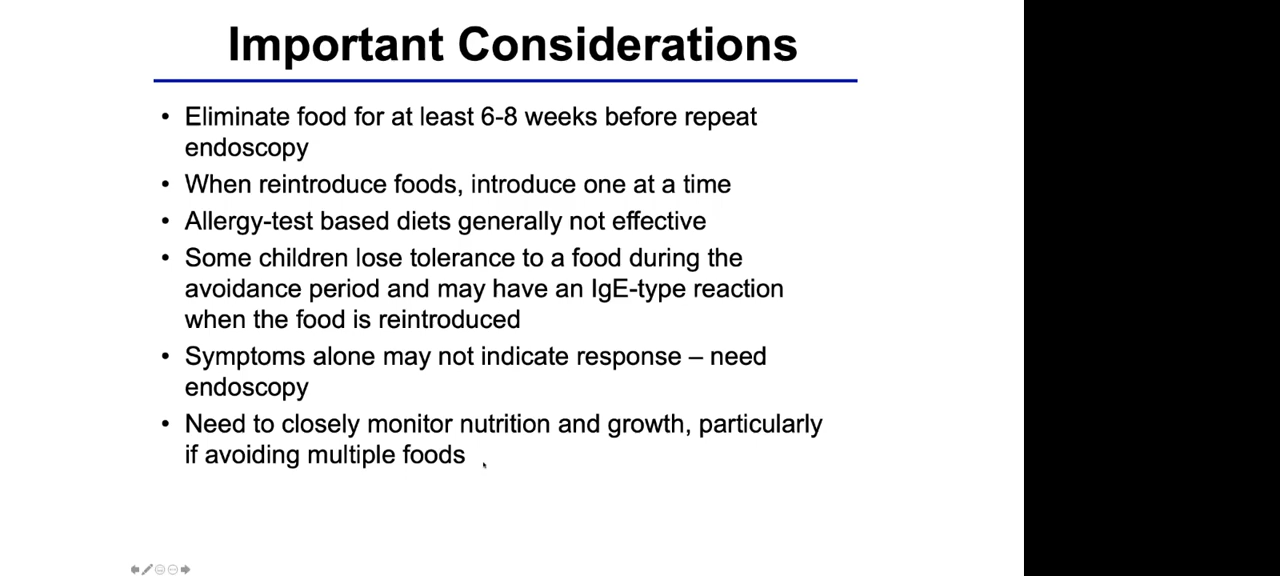 Important Considerations
• Eliminate food for at least 6-8 weeks before repeat
endoscopy
• When reintroduce foods, introduce one at a time
• Allergy-test based diets generally not effective
• Some children lose tolerance to a food during the
avoidance period and may have an IgE-type reaction
when the food is reintroduced
• Symptoms alone may not indicate response – need
endoscopy
• Need to closely monitor nutrition and growth, particularly
if avoiding multiple foods